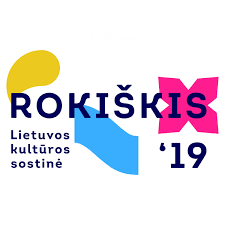 ROKIŠKIS
Lietuvos
kultūros
sostinė
‘19